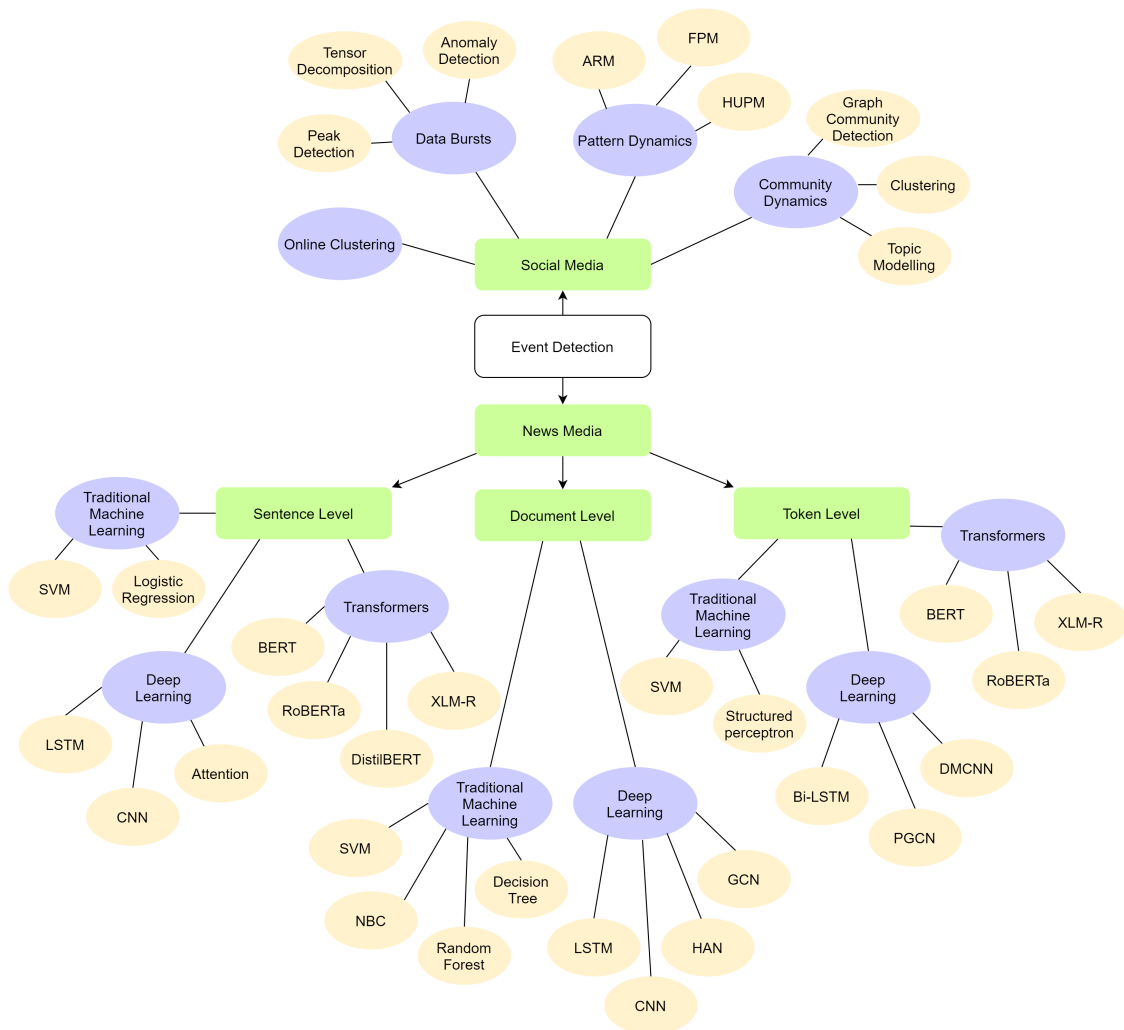 Tensor
Decomposition
Anomaly
Detection
ARM
FPM
Peak
Detection
Data Bursts
Pattern Dynamics
HUPM
Graph
Community
Detection
Community
Dynamics
Clustering
Topic
Modelling
Online Clustering
Social Media
Event Detection
News Media
Traditional
Machine
Learning
Sentence Level
Document Level
Token Level
Transformers
SVM
Logistic
Regression
BERT
Transformers
RoBERTa
DistilBERT
XLM-R
Deep
Learning
LSTM
CNN
Attention
Traditional
Machine
Learning
SVM
NBC
Random
Forest
Decision
Tree
Deep
Learning
LSTM
CNN
HAN
GCN
Traditional
Machine
Learning
SVM
Structured
perceptron
Deep
Learning
Bi-LSTM
PGCN
DMCNN
BERT
RoBERTa
XLM-R